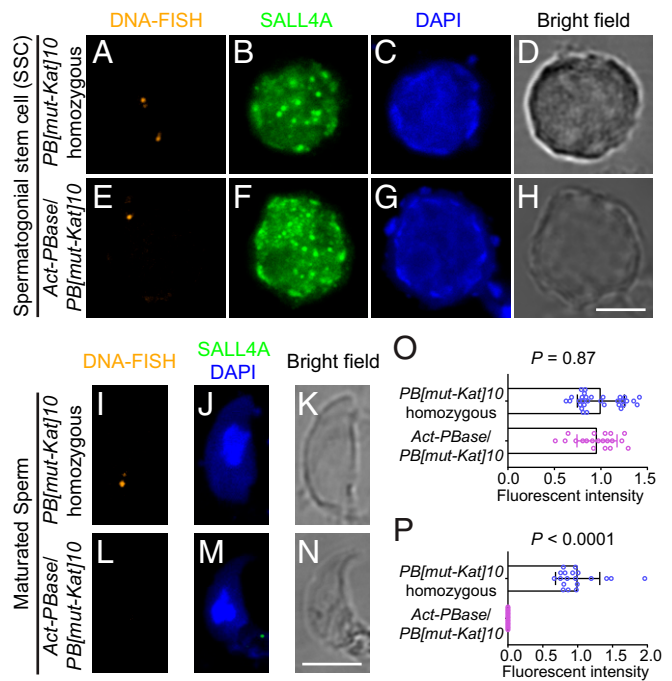 DNA-FISH SALL4A DAPI Bright field
Spermatogonial stem cell (SSC)
PB[mut-Kat]10
homozygous
A B C D
Act-PBase/
PB[mut-Kat]10
E F G H
DNA-FISH SALL4A
DAPI Bright field
Maturated Sperm
PB[mut-Kat]10
homozygous
I J K
Act-PBase/
PB[mut-Kat]10
L M N
O
P = 0.87
PB[mut-Kat]10
homozygous
Act-PBase/
PB[mut-Kat]10
0.0 0.5 1.0 1.5
Fluorescent intensity
P
P < 0.0001
PB[mut-Kat]10
homozygous
Act-PBase/
PB[mut-Kat]10
0.0 0.5 1.0 1.5 2.0
Fluorescent intensity